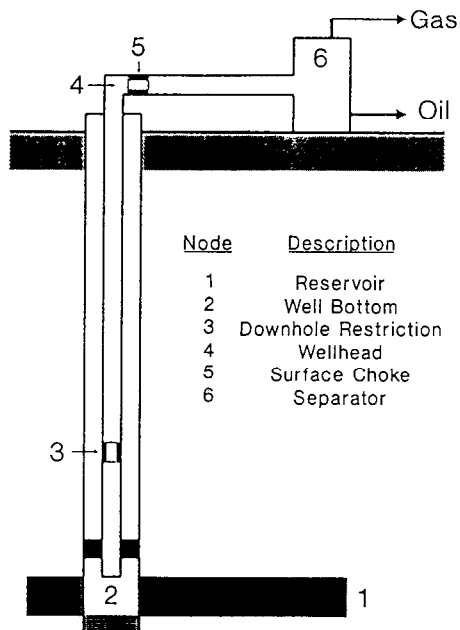 Gas
5
6
4
Oil
Node Description
1 Reservoir
2 Well Bottom
3 Downhole Restriction
4 Wellhead
5 Surface Choke
6 Separator
3
2
1